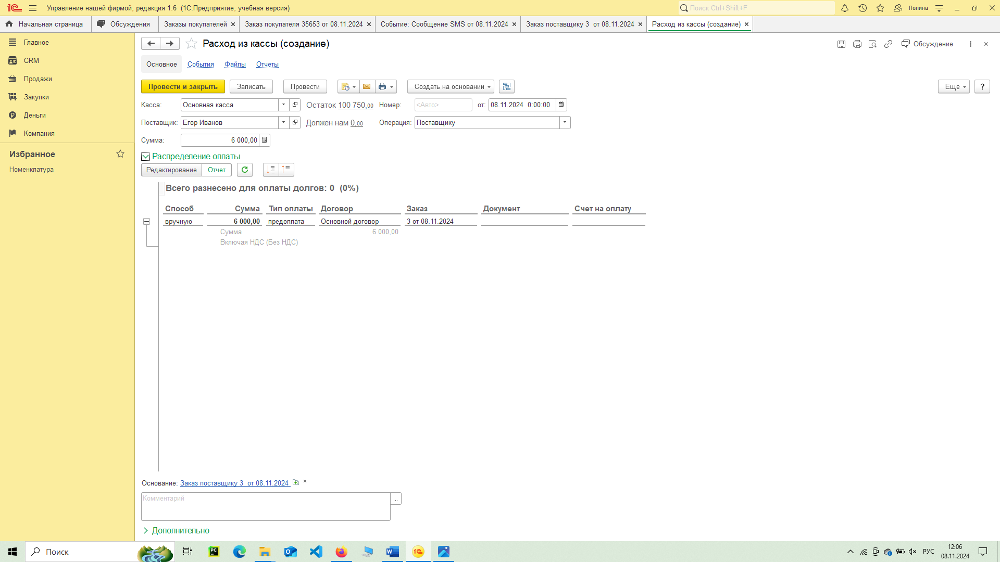 1С Управление нашей фирмой, редакция 1.6 (1С:Предприятие, учебная версия) Поиск Ctrl+Shift+F Полина
Начальная страница Обсуждения Заказы покупателей × Заказ покупателя 35653 от 08.11.2024 × Событие: Сообщение SMS от 08.11.2024 × Заказ поставщику 3 от 08.11.2024 × Расход из кассы (создание) ×
Главное
CRM
Продажи
Закупки
Деньги
Компания
Избранное
Номенклатура
Расход из кассы (создание) Обсуждение
Основное События Файлы Отчеты
Провести и закрыть Записать Провести Создать на основании Еще ?
Касса: Основная касса Остаток 100 750,00 Номер: <Авто> от: 08.11.2024 0:00:00
Поставщик: Егор Иванов Должен нам 0,00 Операция: Поставщику
Сумма: 6 000,00
Распределение оплаты
Редактирование Отчет
Всего разнесено для оплаты долгов: 0 (0%)
Способ Сумма Тип оплаты Договор Заказ Документ Счет на оплату
вручную 6 000,00 предоплата Основной договор 3 от 08.11.2024
Сумма 6 000,00
Включая НДС (Без НДС)
Основание: Заказ поставщику 3 от 08.11.2024 ×
Комментарий ...
Дополнительно
Поиск PC 1С РУС 12:06
08.11.2024